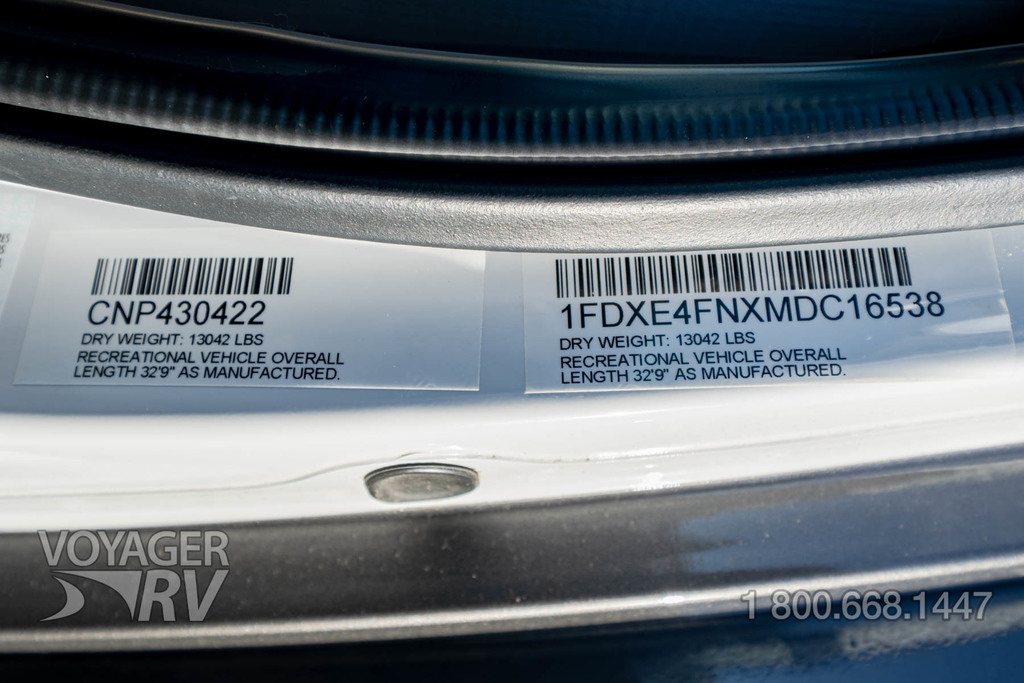 CNP430422
DRY WEIGHT: 13042 LBS
RECREATIONAL VEHICLE OVERALL
LENGTH 32'9" AS MANUFACTURED.
1FDXE4FNXMDC16538
DRY WEIGHT: 13042 LBS
RECREATIONAL VEHICLE OVERALL
LENGTH 32'9" AS MANUFACTURED.
VOYAGER
RV
1 800.668.1447